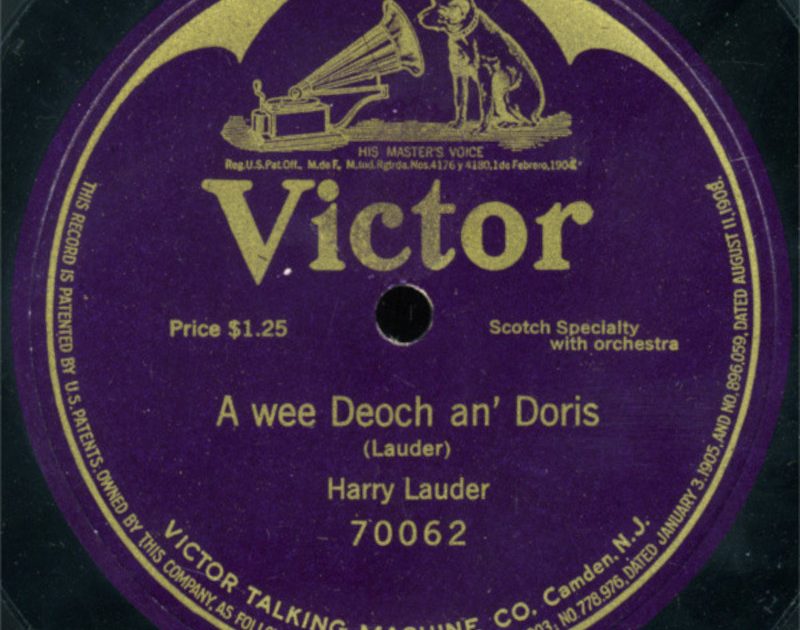 HIS MASTER'S VOICE
Reg.U.S.Pat.Off., M.de F., M.Ind.Rgtrda.Nos.4176 y 4180,1 de Febrero,1904.
Victor
Price $1.25
Scotch Specialty
with orchestra
A wee Deoch an' Doris
(Lauder)
Harry Lauder
70062
VICTOR TALKING MACHINE CO. Camden, N.J.
THIS RECORD IS PATENTED BY U.S. PATENTS. OWNED BY THIS COMPANY, AS
NO. 778,976, DATED JANUARY 3.1905, AND NO. 896,059, DATED AUGUST 11,1908.